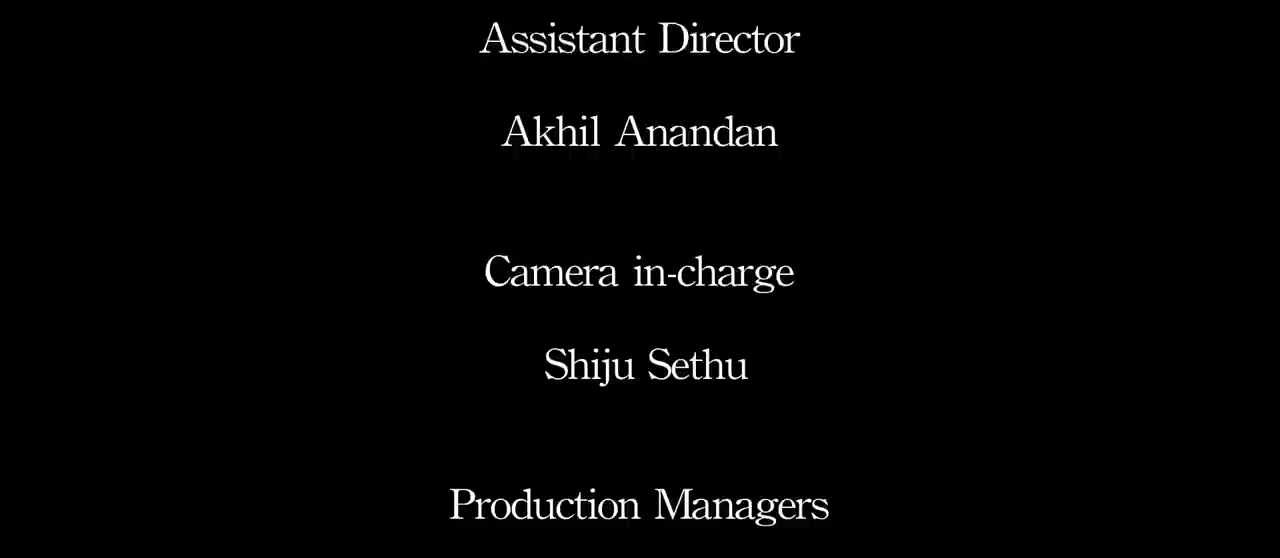 Assistant Director
Akhil Anandan
Camera in-charge
Shiju Sethu
Production Managers